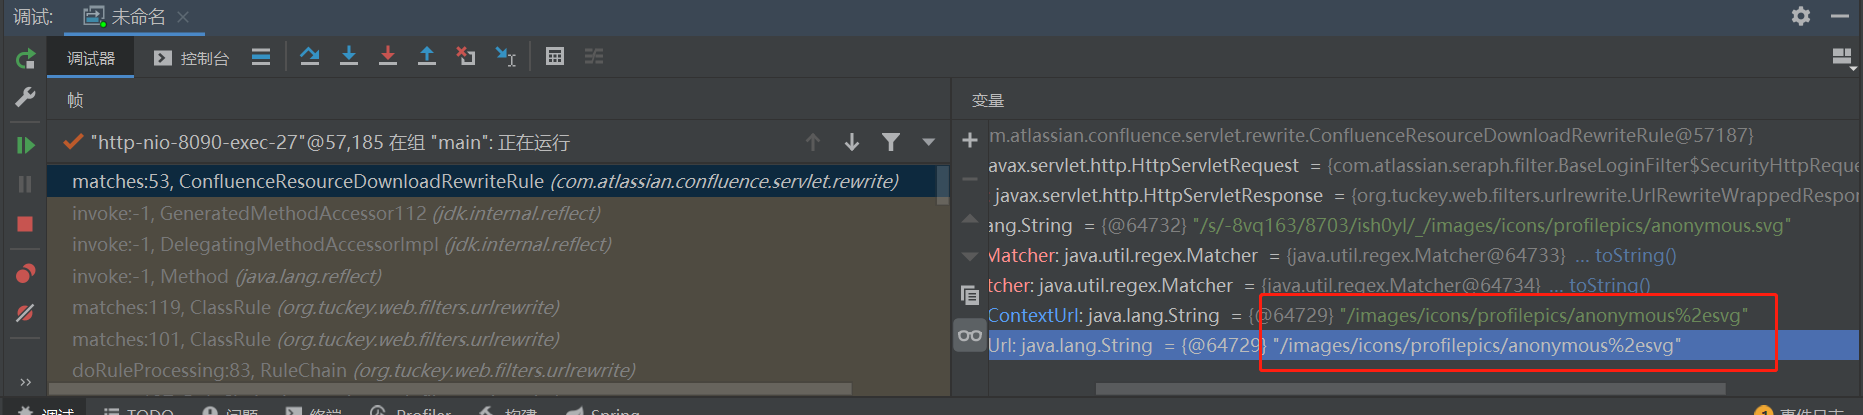 调试: 未命名
调试器 控制台
帧
变量
"http-nio-8090-exec-27"@57,185 在组 "main": 正在运行
matches:53, ConfluenceResourceDownloadRewriteRule (com.atlassian.confluence.servlet.rewrite)
invoke:-1, GeneratedMethodAccessor112 (jdk.internal.reflect)
invoke:-1, DelegatingMethodAccessorImpl (jdk.internal.reflect)
invoke:-1, Method (java.lang.reflect)
matches:119, ClassRule (org.tuckey.web.filters.urlrewrite)
matches:101, ClassRule (org.tuckey.web.filters.urlrewrite)
doRuleProcessing:83, RuleChain (org.tuckey.web.filters.urlrewrite)
m.atlassian.confluence.servlet.rewrite.ConfluenceResourceDownloadRewriteRule@57187}
avax.servlet.http.HttpServletRequest = {com.atlassian.seraph.filter.BaseLoginFilter$SecurityHttpReque
javax.servlet.http.HttpServletResponse = {org.tuckey.web.filters.urlrewrite.UrlRewriteWrappedRespor
ang.String = {@64732} "/s/-8vq163/8703/ish0yl/_/images/icons/profilepics/anonymous.svg"
Matcher: java.util.regex.Matcher = {java.util.regex.Matcher@64733} ... toString()
tcher: java.util.regex.Matcher = {java.util.regex.Matcher@64734} ... toString()
ContextUrl: java.lang.String = {@64729} "/images/icons/profilepics/anonymous%2esvg"
Url: java.lang.String = {@64729} "/images/icons/profilepics/anonymous%2esvg"
调试 TODO 问题 终端 Profiler 构建 Spring 事件日志